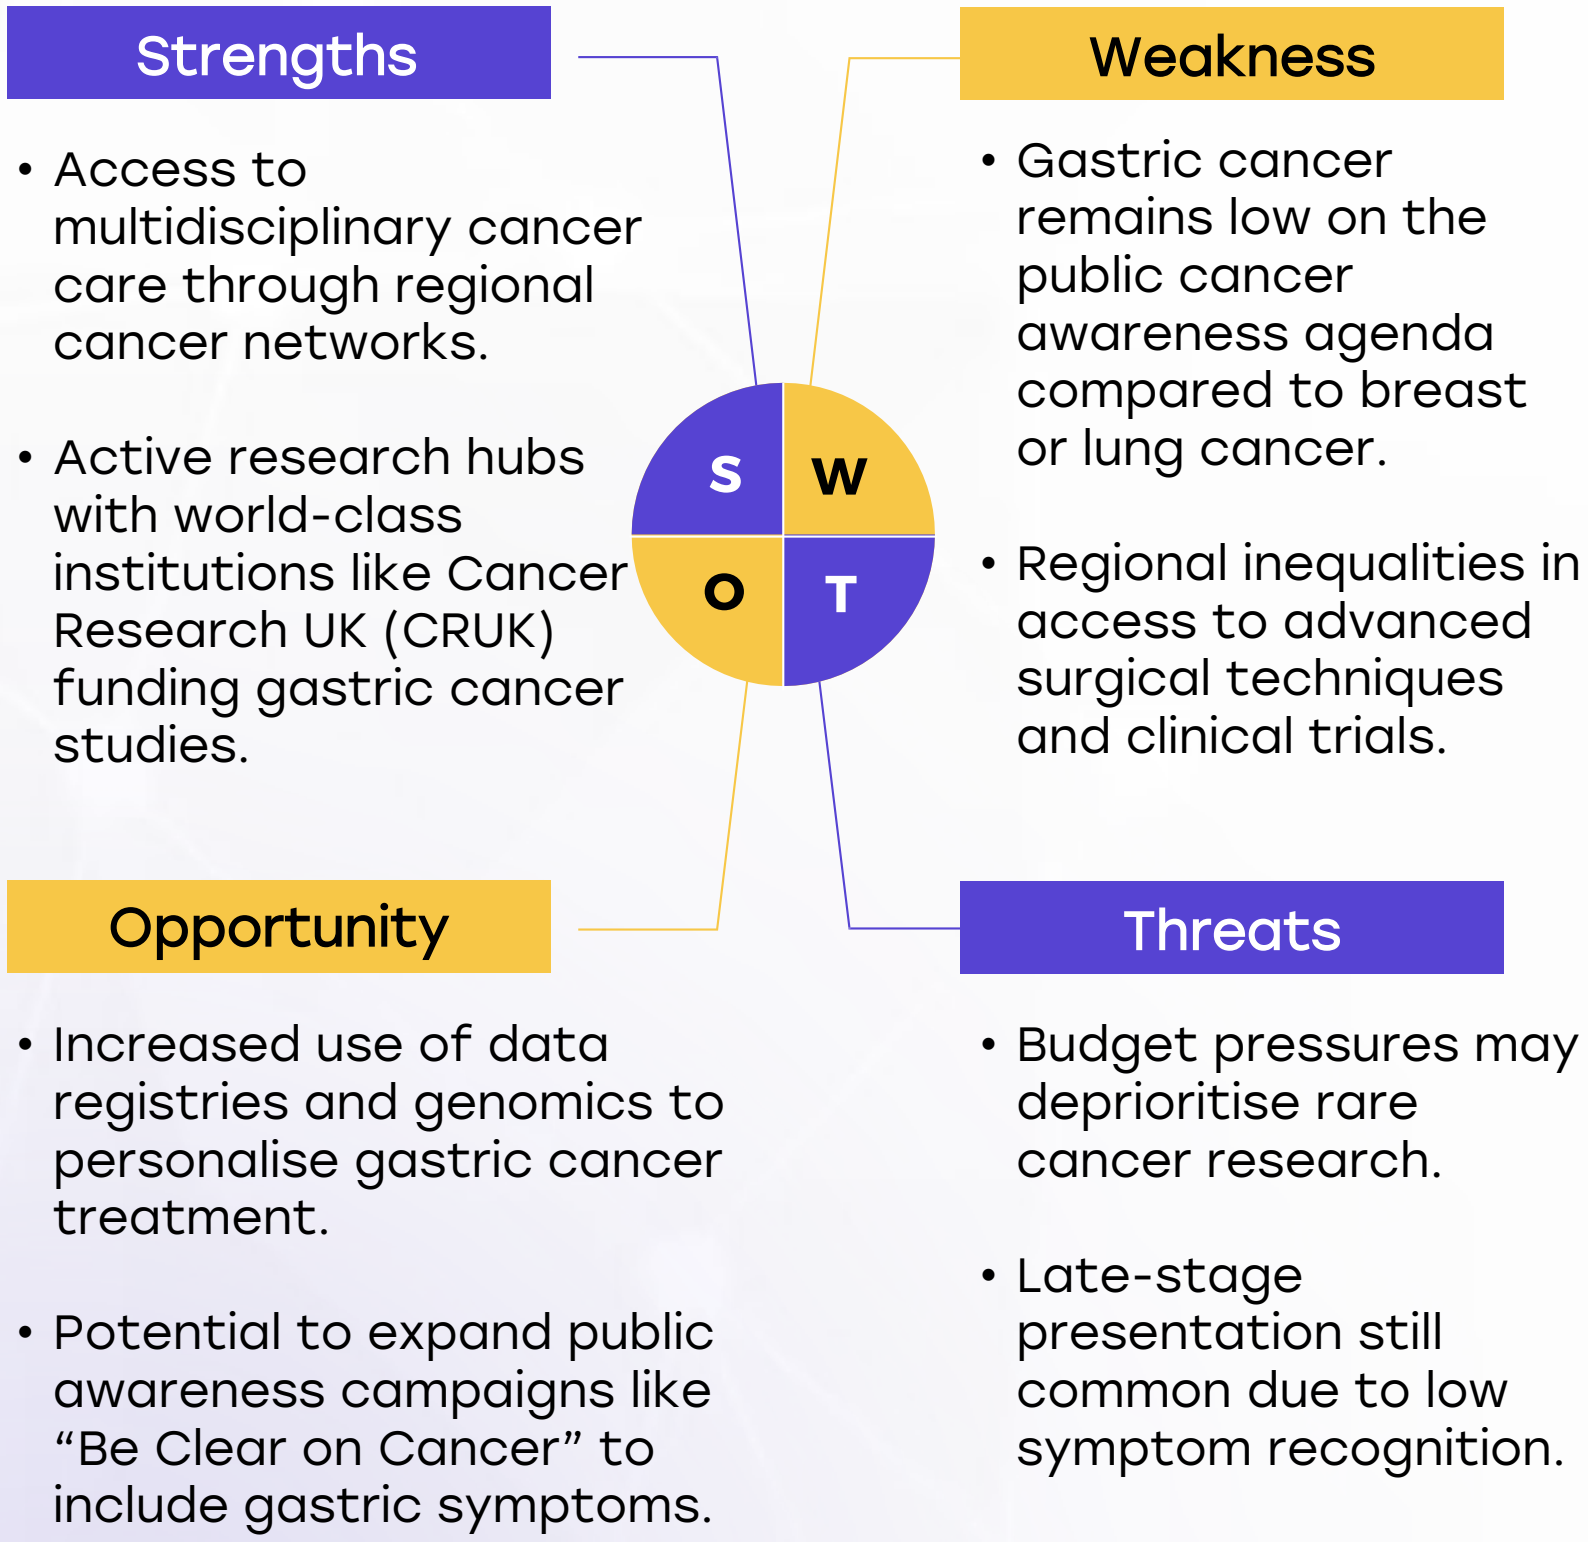 Strengths
• Access to
multidisciplinary cancer
care through regional
cancer networks.
• Active research hubs
with world-class
institutions like Cancer
Research UK (CRUK)
funding gastric cancer
studies.
Weakness
• Gastric cancer
remains low on the
public cancer
awareness agenda
compared to breast
or lung cancer.
• Regional inequalities in
access to advanced
surgical techniques
and clinical trials.
S
W
O
T
Opportunity
• Increased use of data
registries and genomics to
personalise gastric cancer
treatment.
• Potential to expand public
awareness campaigns like
“Be Clear on Cancer” to
include gastric symptoms.
Threats
• Budget pressures may
deprioritise rare
cancer research.
• Late-stage
presentation still
common due to low
symptom recognition.